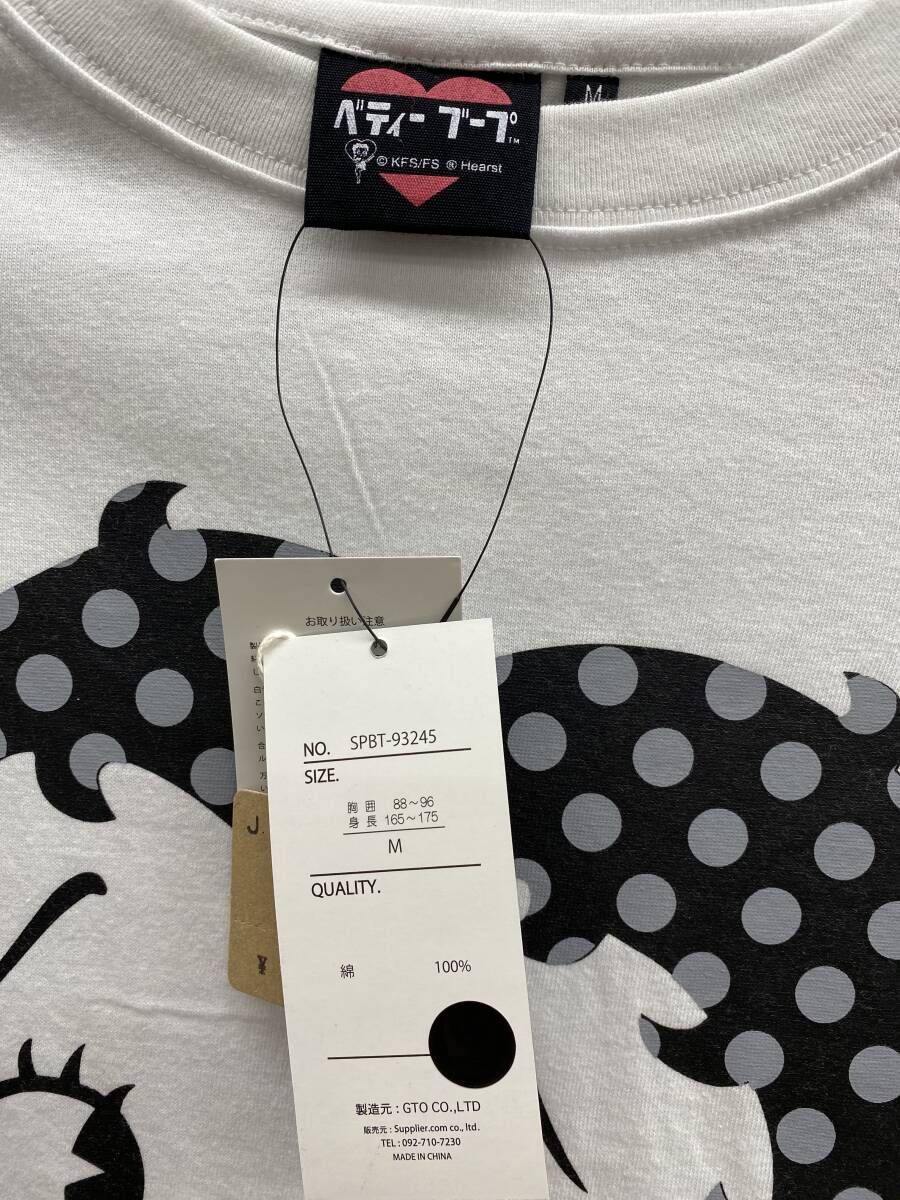 ベティー ブープ™
© KFS/FS ® Hearst
M
お取り扱い注意
J.
¥
NO. SPBT-93245
SIZE.
胸囲 88～96
身長 165～175
M
QUALITY.
綿 100%
製造元 : GTO CO.,LTD
販売元 : Supplier.com co., ltd.
TEL : 092-710-7230
MADE IN CHINA